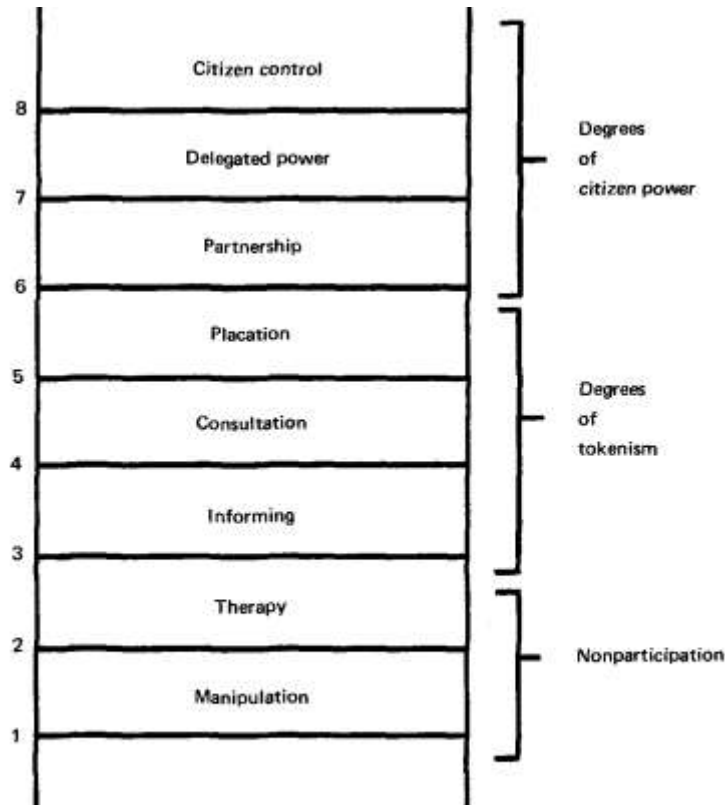 Citizen control
8
Delegated power
7
Partnership
6
Placation
5
Consultation
4
Informing
3
Therapy
2
Manipulation
1
Degrees
of
citizen power
Degrees
of
tokenism
Nonparticipation